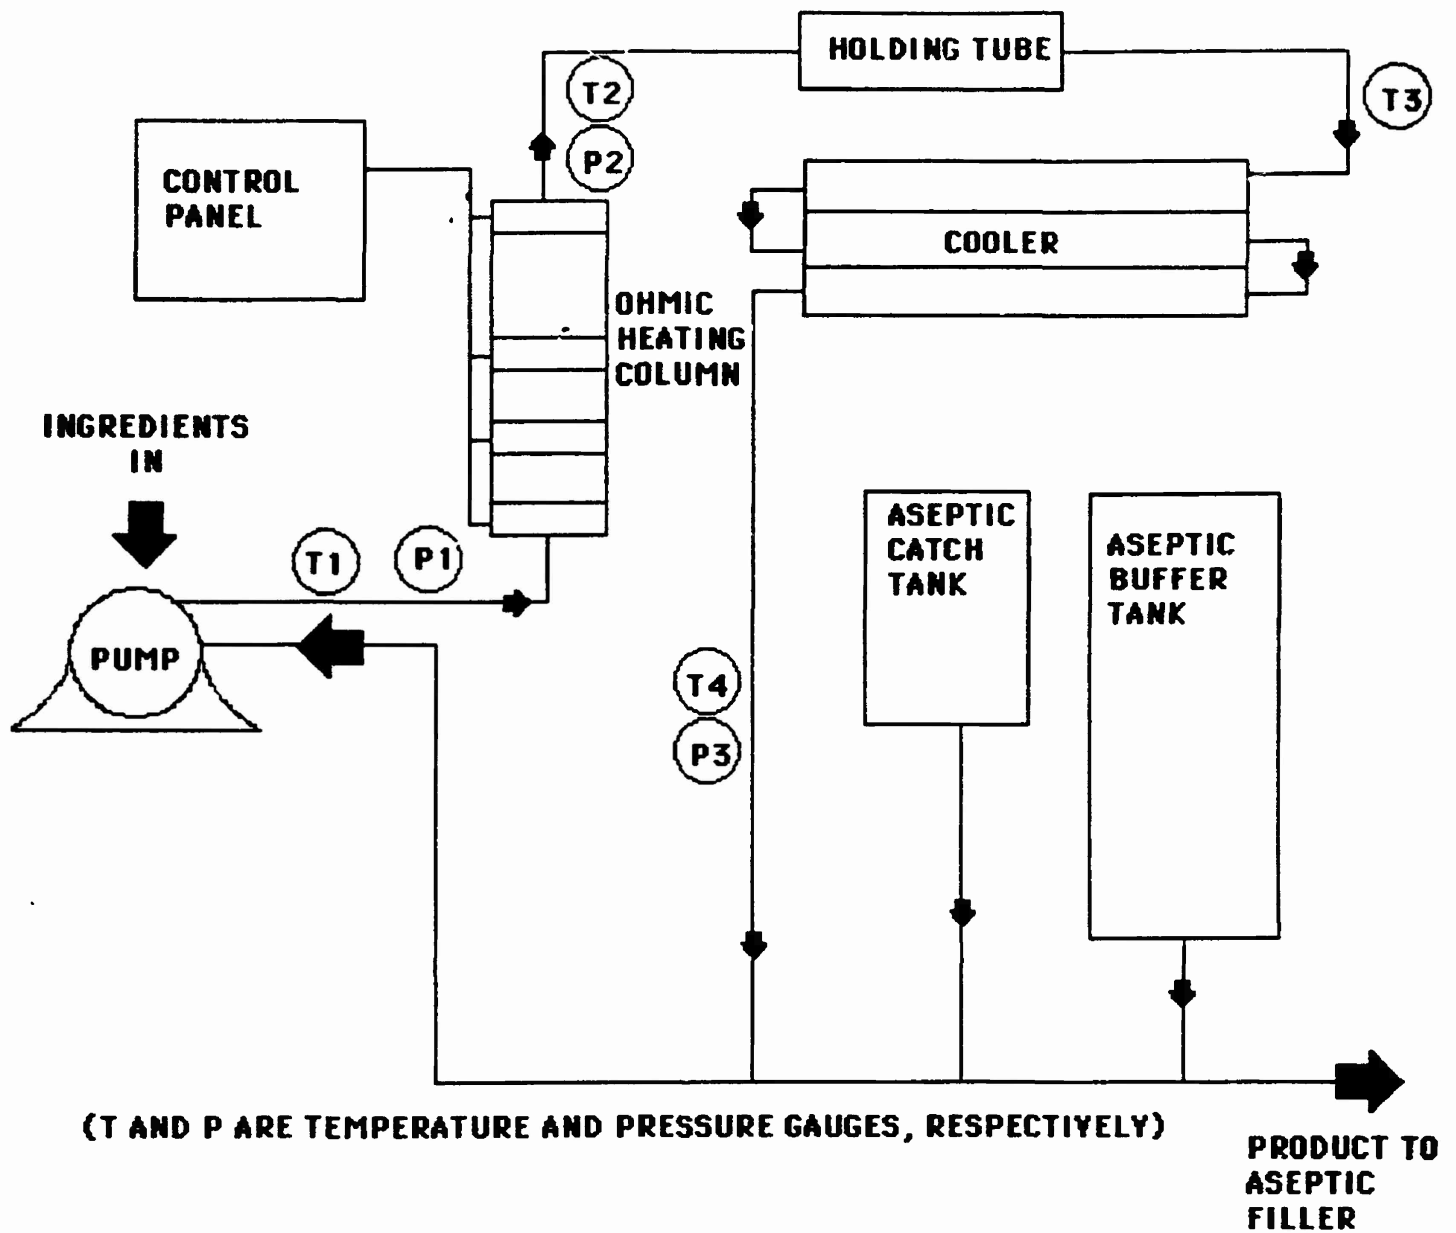 HOLDING TUBE
T2
T3
P2
CONTROL
PANEL
COOLER
OHMIC
HEATING
COLUMN
INGREDIENTS
IN
ASEPTIC
CATCH
TANK
ASEPTIC
BUFFER
TANK
T1
P1
PUMP
T4
P3
(T AND P ARE TEMPERATURE AND PRESSURE GAUGES, RESPECTIVELY)
PRODUCT TO
ASEPTIC
FILLER